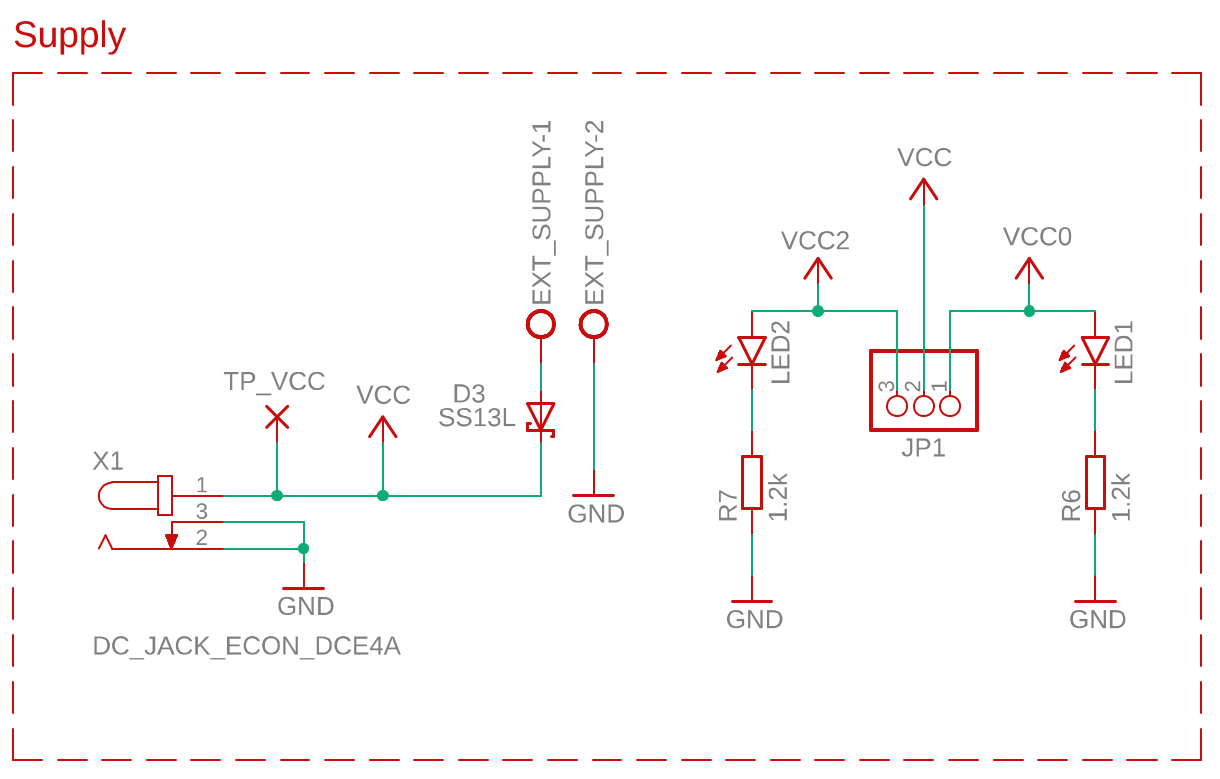 Supply
EXT_SUPPLY-1
EXT_SUPPLY-2
VCC
VCC2
VCC0
LED2
LED1
TP_VCC
VCC
D3
SS13L
3
2
1
JP1
X1
1
3
2
GND
R7
1.2k
R6
1.2k
GND
GND
GND
DC_JACK_ECON_DCE4A